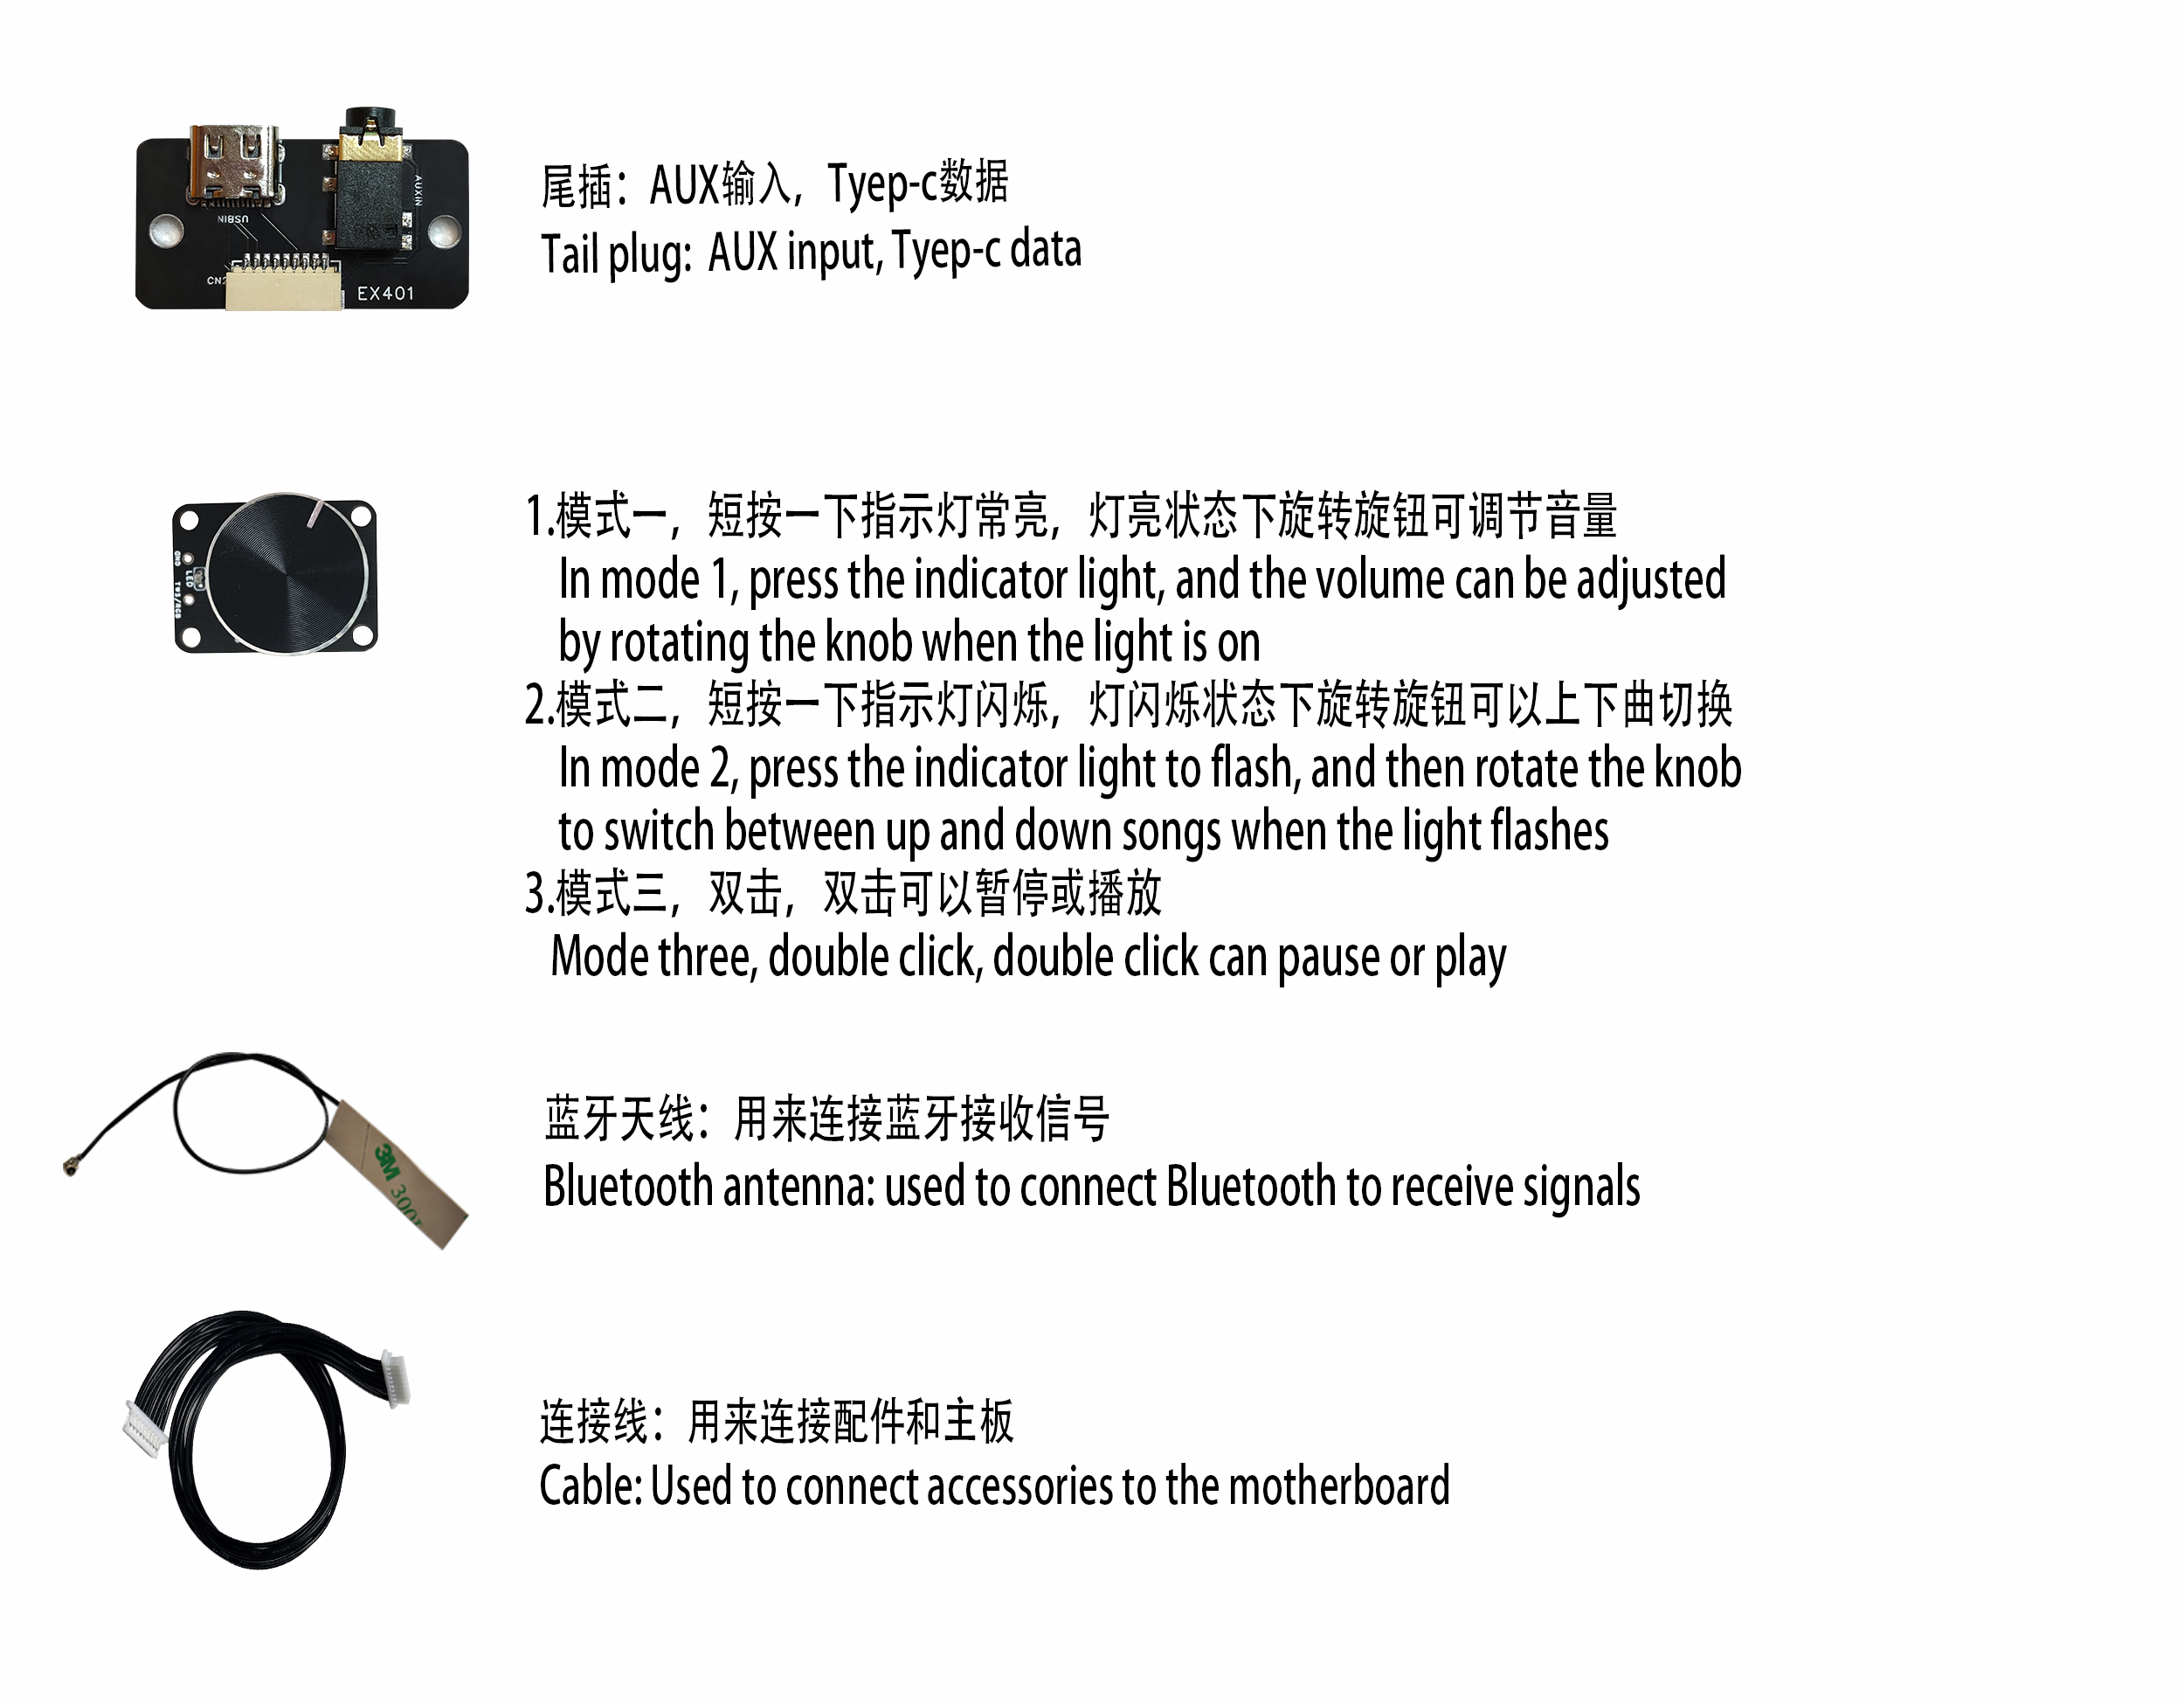 尾插：AUX输入，Tyep-c数据
Tail plug: AUX input, Tyep-c data
AUXIN
USBIN
EX401
1.模式一，短按一下指示灯常亮，灯亮状态下旋转旋钮可调节音量
In mode 1, press the indicator light, and the volume can be adjusted
by rotating the knob when the light is on
2.模式二，短按一下指示灯闪烁，灯闪烁状态下旋转旋钮可以上下曲切换
In mode 2, press the indicator light to flash, and then rotate the knob
to switch between up and down songs when the light flashes
3.模式三，双击，双击可以暂停或播放
Mode three, double click, double click can pause or play
GND
LED
蓝牙天线：用来连接蓝牙接收信号
Bluetooth antenna: used to connect Bluetooth to receive signals
3M
连接线：用来连接配件和主板
Cable: Used to connect accessories to the motherboard